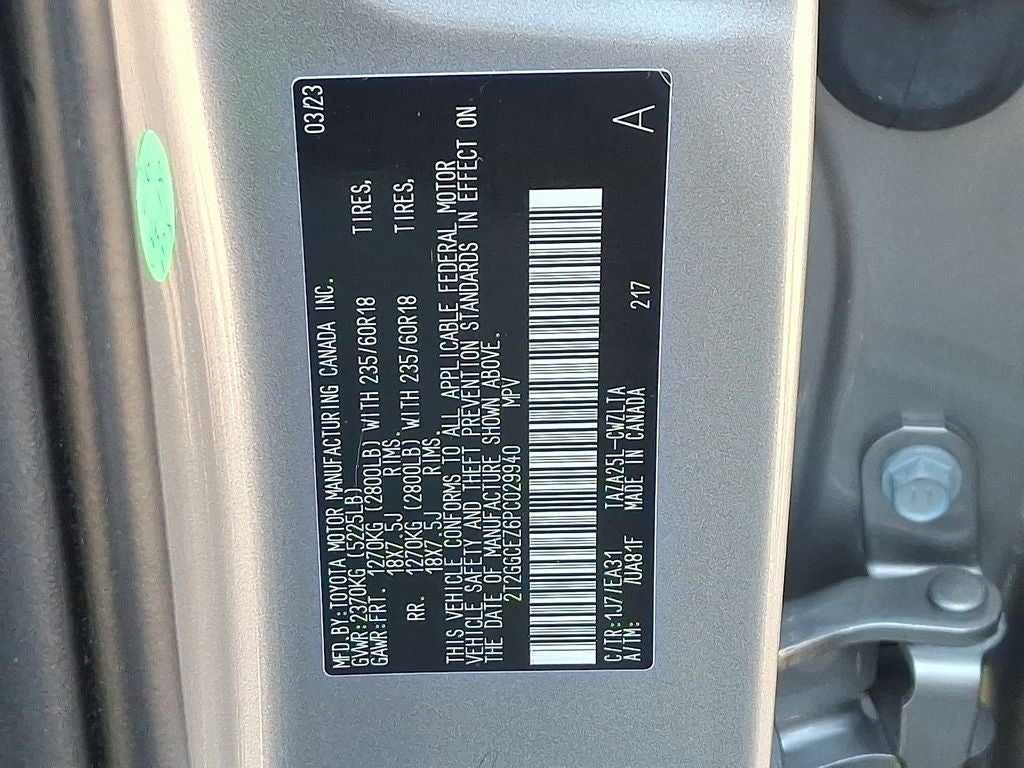 MFD.BY:TOYOTA MOTOR MANUFACTURING CANADA INC. 03/23
GVWR:2370KG (5225LB)
GAWR:FRT. 1270KG (2800LB) WITH 235/60R18 TIRES,
18X7.5J RIMS.
RR. 1270KG (2800LB) WITH 235/60R18 TIRES,
18X7.5J RIMS.
THIS VEHICLE CONFORMS TO ALL APPLICABLE FEDERAL MOTOR
VEHICLE SAFETY AND THEFT PREVENTION STANDARDS IN EFFECT ON
THE DATE OF MANUFACTURE SHOWN ABOVE.
2T2GGCEZ6PC029940 MPV
C/TR:1J7/EA31 TAZA25L-CWZLTA 217
A/TM: /UA81F MADE IN CANADA
A